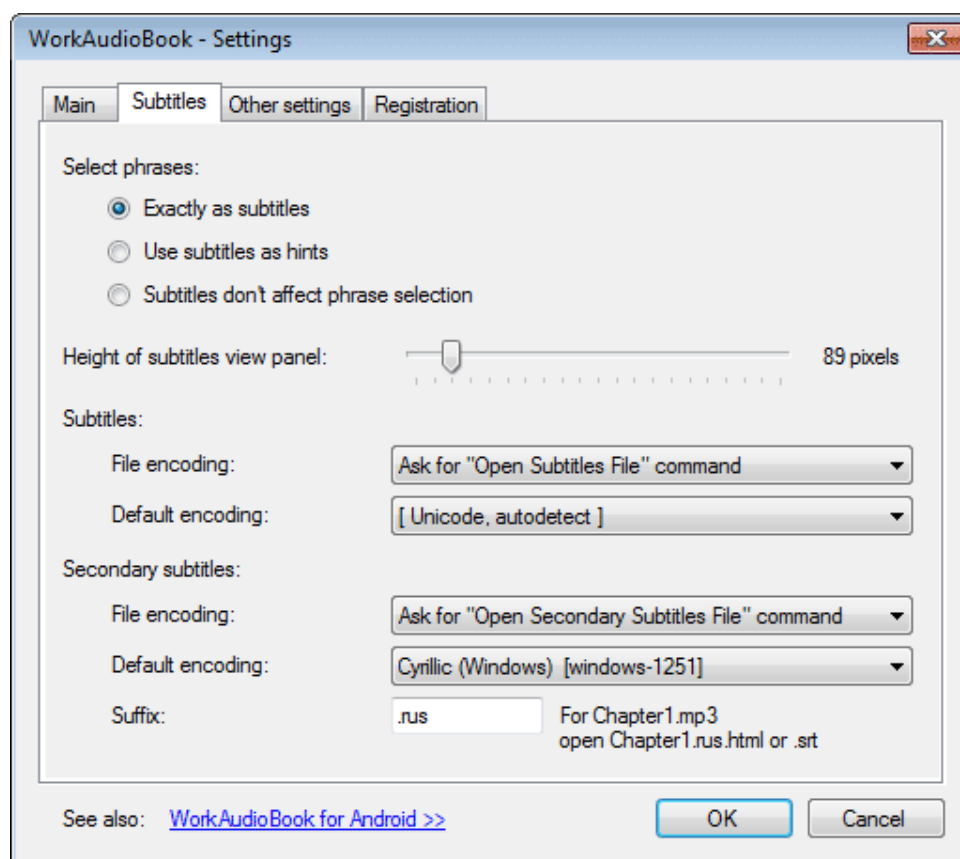 WorkAudioBook - Settings
Main Subtitles Other settings Registration
Select phrases:
Exactly as subtitles
Use subtitles as hints
Subtitles don't affect phrase selection
Height of subtitles view panel: 89 pixels
Subtitles:
File encoding: Ask for "Open Subtitles File" command
Default encoding: [ Unicode, autodetect ]
Secondary subtitles:
File encoding: Ask for "Open Secondary Subtitles File" command
Default encoding: Cyrillic (Windows) [windows-1251]
Suffix: .rus For Chapter1.mp3
open Chapter1.rus.html or .srt
See also: WorkAudioBook for Android >> OK Cancel